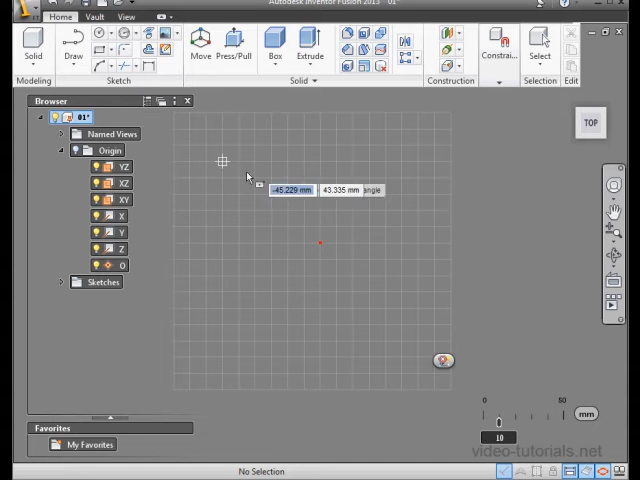 Autodesk Inventor Fusion 2013 01*
Home Vault View
Solid Draw Move Press/Pull Box Extrude Constrai... Select
Modeling Sketch Solid Construction Selection Edit
Browser
01*
Named Views
Origin
YZ
XZ
XY
X
Y
Z
O
Sketches
TOP
-45.229 mm 43.335 mm angle
0 50
mm
10
Favorites
My Favorites
video-tutorials.net
No Selection